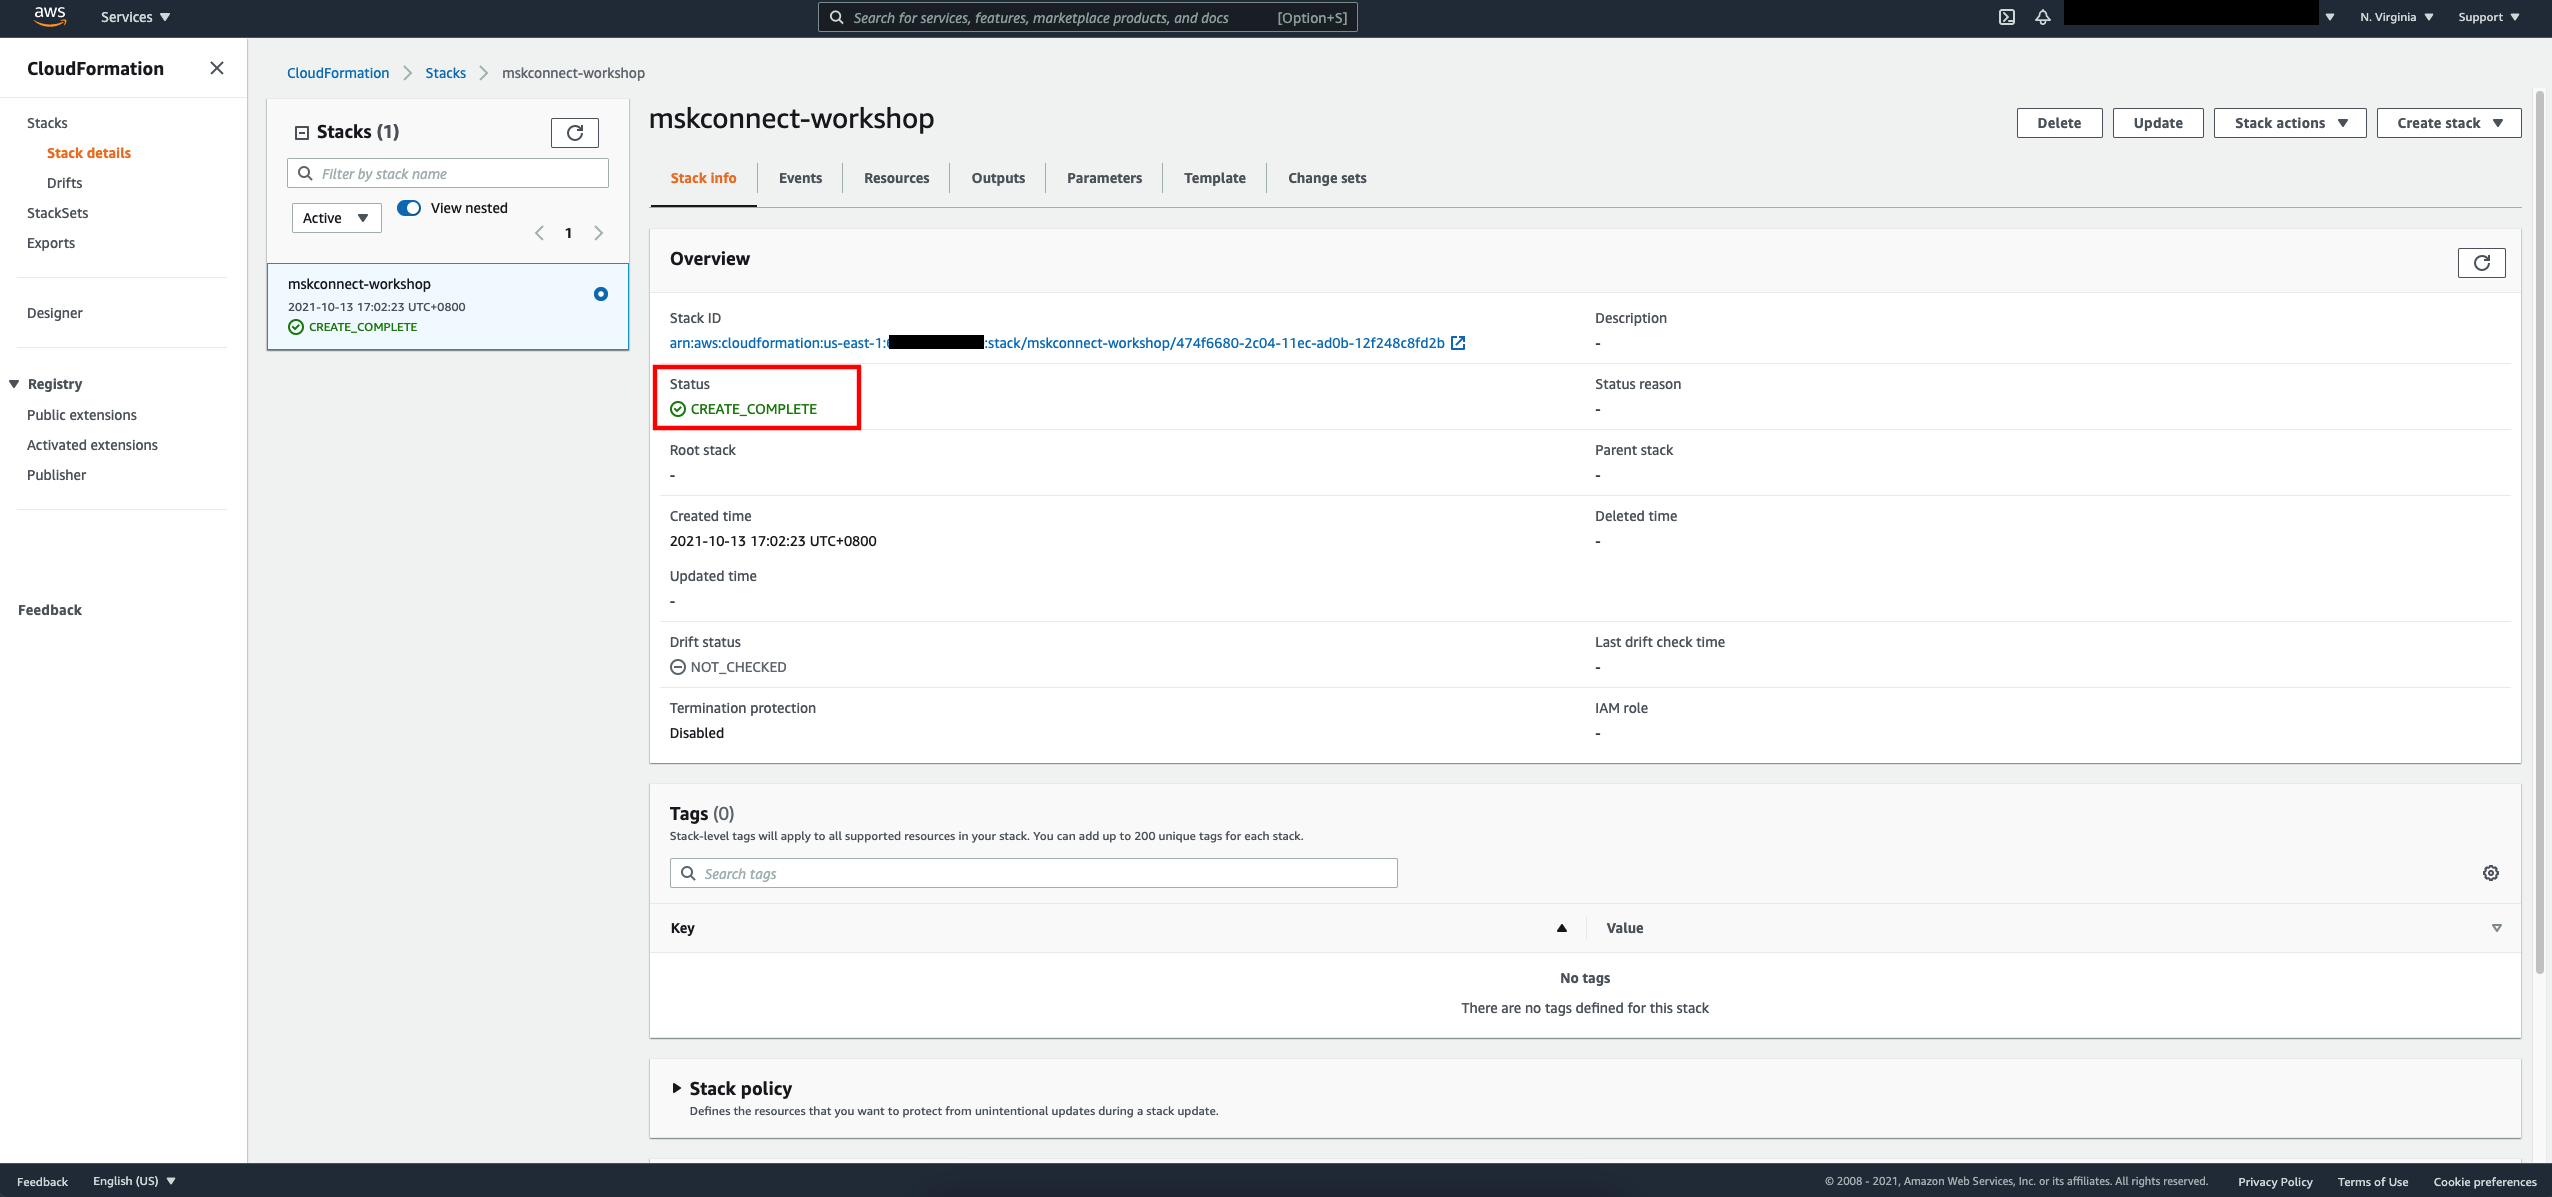 aws
Services
Search for services, features, marketplace products, and docs [Option+S]
N. Virginia
Support
CloudFormation
Stacks
Stack details
Drifts
StackSets
Exports
Designer
Registry
Public extensions
Activated extensions
Publisher
Feedback
CloudFormation
Stacks
mskconnect-workshop
Stacks (1)
Filter by stack name
Active
View nested
1
mskconnect-workshop
2021-10-13 17:02:23 UTC+0800
CREATE_COMPLETE
mskconnect-workshop
Delete
Update
Stack actions
Create stack
Stack info
Events
Resources
Outputs
Parameters
Template
Change sets
Overview
Stack ID
arn:aws:cloudformation:us-east-1: :stack/mskconnect-workshop/474f6680-2c04-11ec-ad0b-12f248c8fd2b
Description
-
Status
CREATE_COMPLETE
Status reason
-
Root stack
-
Parent stack
-
Created time
2021-10-13 17:02:23 UTC+0800
Deleted time
-
Updated time
-
Drift status
NOT_CHECKED
Last drift check time
-
Termination protection
Disabled
IAM role
-
Tags (0)
Stack-level tags will apply to all supported resources in your stack. You can add up to 200 unique tags for each stack.
Search tags
Key
Value
No tags
There are no tags defined for this stack
Stack policy
Defines the resources that you want to protect from unintentional updates during a stack update.
Feedback
English (US)
© 2008 - 2021, Amazon Web Services, Inc. or its affiliates. All rights reserved.
Privacy Policy
Terms of Use
Cookie preferences